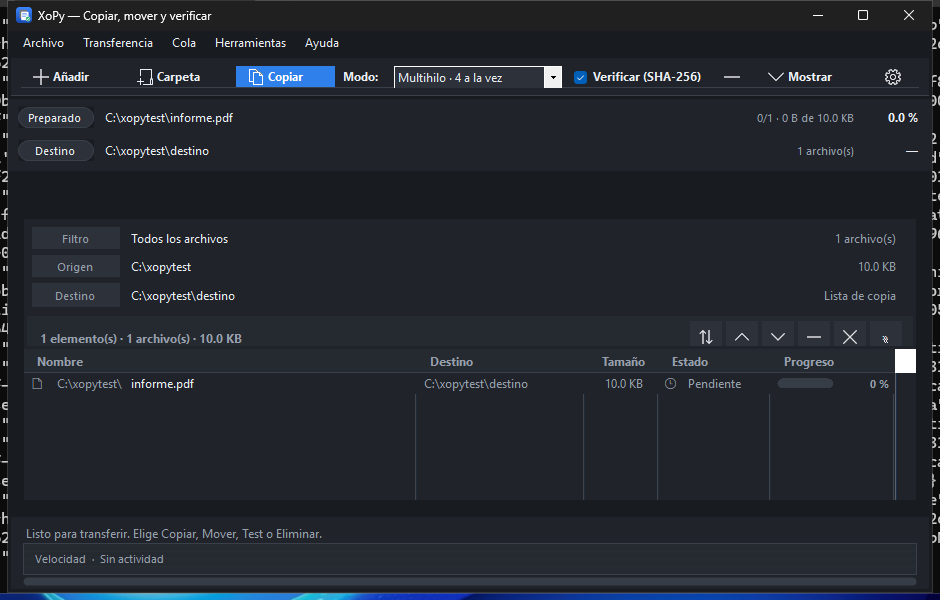 XoPy — Copiar, mover y verificar
Archivo Transferencia Cola Herramientas Ayuda
Añadir Carpeta Copiar Modo: Multihilo · 4 a la vez Verificar (SHA-256) Mostrar
Preparado C:\xopytest\informe.pdf 0/1 · 0 B de 10.0 KB 0.0 %
Destino C:\xopytest\destino 1 archivo(s) —
Filtro Todos los archivos 1 archivo(s)
Origen C:\xopytest 10.0 KB
Destino C:\xopytest\destino Lista de copia
1 elemento(s) · 1 archivo(s) · 10.0 KB
Nombre Destino Tamaño Estado Progreso
C:\xopytest\ informe.pdf C:\xopytest\destino 10.0 KB Pendiente 0 %
Listo para transferir. Elige Copiar, Mover, Test o Eliminar.
Velocidad · Sin actividad